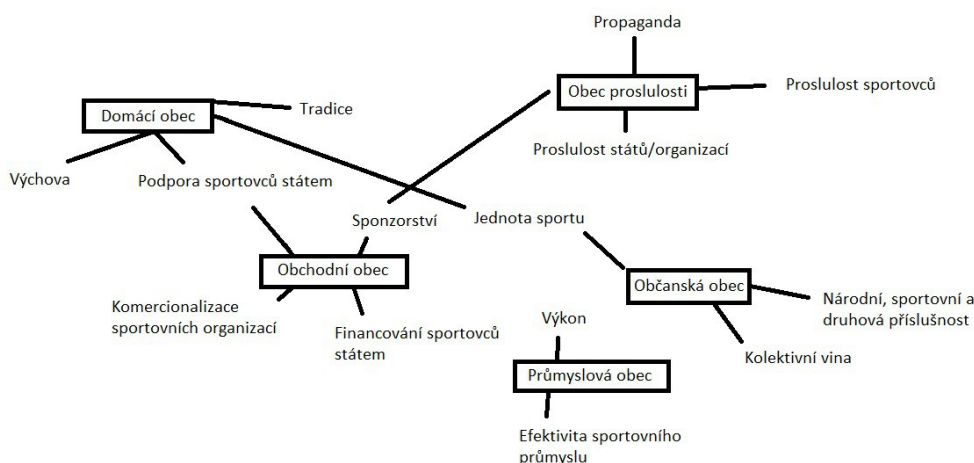 Propaganda
Obec proslulosti
Proslulost sportovců
Domácí obec
Tradice
Proslulost států/organizací
Výchova
Podpora sportovců státem
Sponzorství
Jednota sportu
Obchodní obec
Občanská obec
Komercionalizace
sportovních organizací
Financování sportovců
státem
Národní, sportovní a
druhová příslušnost
Výkon
Kolektivní vina
Průmyslová obec
Efektivita sportovního
průmyslu